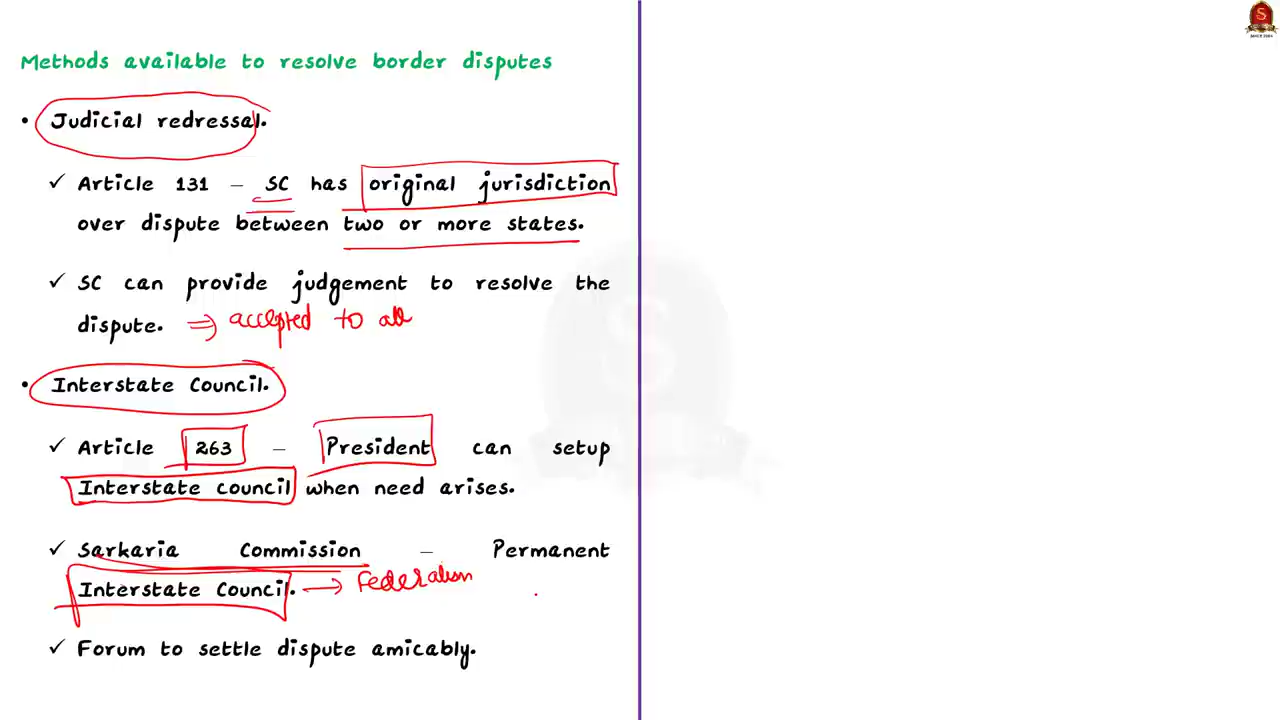 Methods available to resolve border disputes
• Judicial redressal.
✓ Article 131 – SC has original jurisdiction
over dispute between two or more states.
✓ SC can provide judgement to resolve the
dispute. ⇒ accepted to all
• Interstate Council.
✓ Article 263 – President can setup
Interstate council when need arises.
✓ Sarkaria Commission – Permanent
Interstate Council. → Federalism
✓ Forum to settle dispute amicably.
S